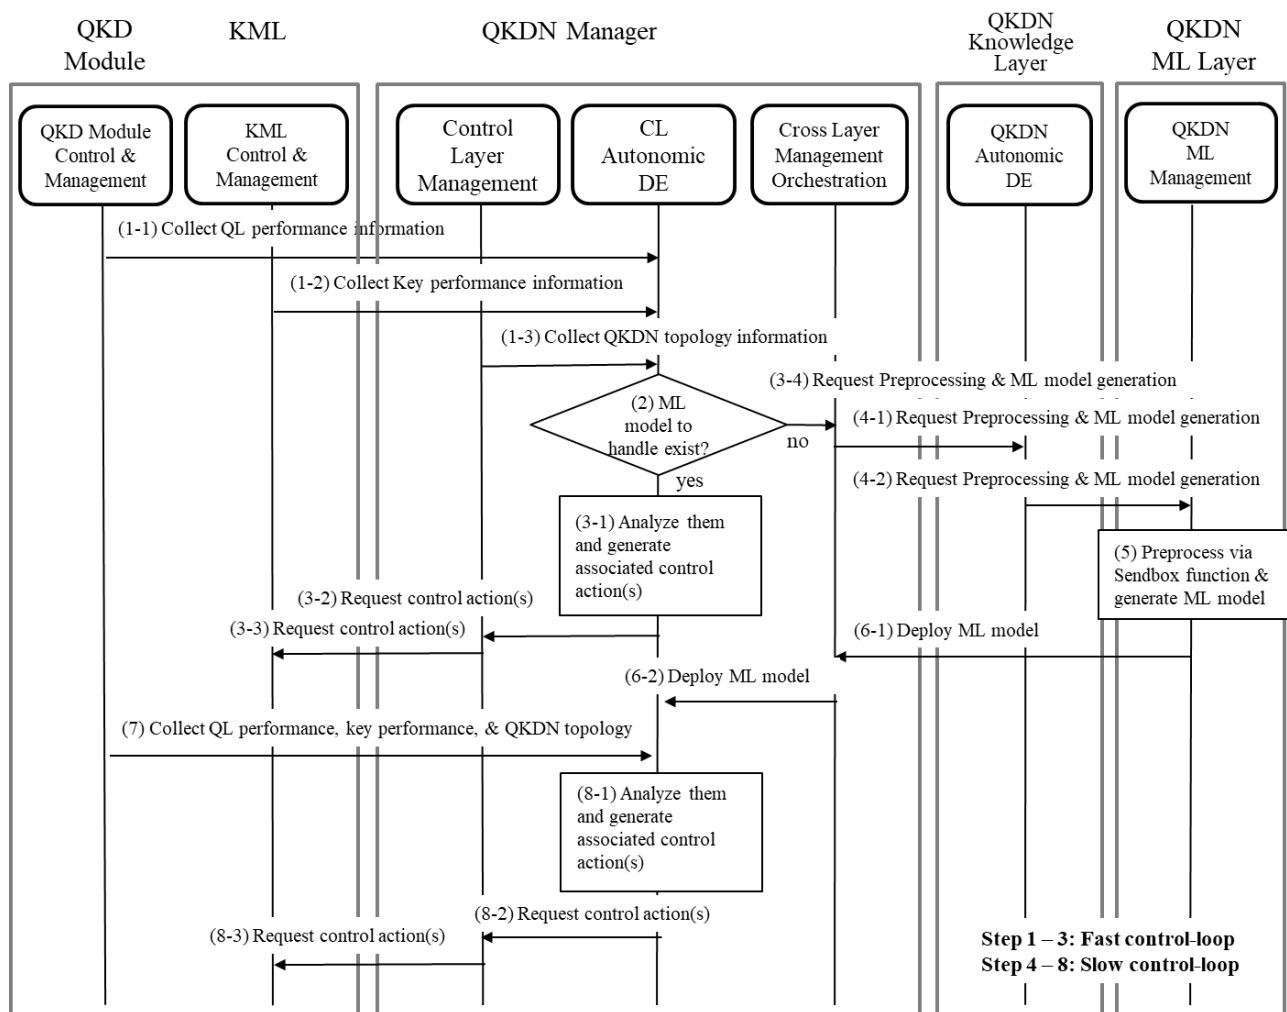 QKD
Module
KML
QKDN Manager
QKDN
Knowledge
Layer
QKDN
ML Layer
QKD Module
Control &
Management
KML
Control &
Management
Control
Layer
Management
CL
Autonomic
DE
Cross Layer
Management
Orchestration
QKDN
Autonomic
DE
QKDN
ML
Management
(1-1) Collect QL performance information
(1-2) Collect Key performance information
(1-3) Collect QKDN topology information
(3-4) Request Preprocessing & ML model generation
(2) ML
model to
handle exist?
no
yes
(4-1) Request Preprocessing & ML model generation
(4-2) Request Preprocessing & ML model generation
(3-1) Analyze them
and generate
associated control
action(s)
(5) Preprocess via
Sendbox function &
generate ML model
(3-2) Request control action(s)
(3-3) Request control action(s)
(6-1) Deploy ML model
(6-2) Deploy ML model
(7) Collect QL performance, key performance, & QKDN topology
(8-1) Analyze them
and generate
associated control
action(s)
(8-2) Request control action(s)
(8-3) Request control action(s)
Step 1 – 3: Fast control-loop
Step 4 – 8: Slow control-loop